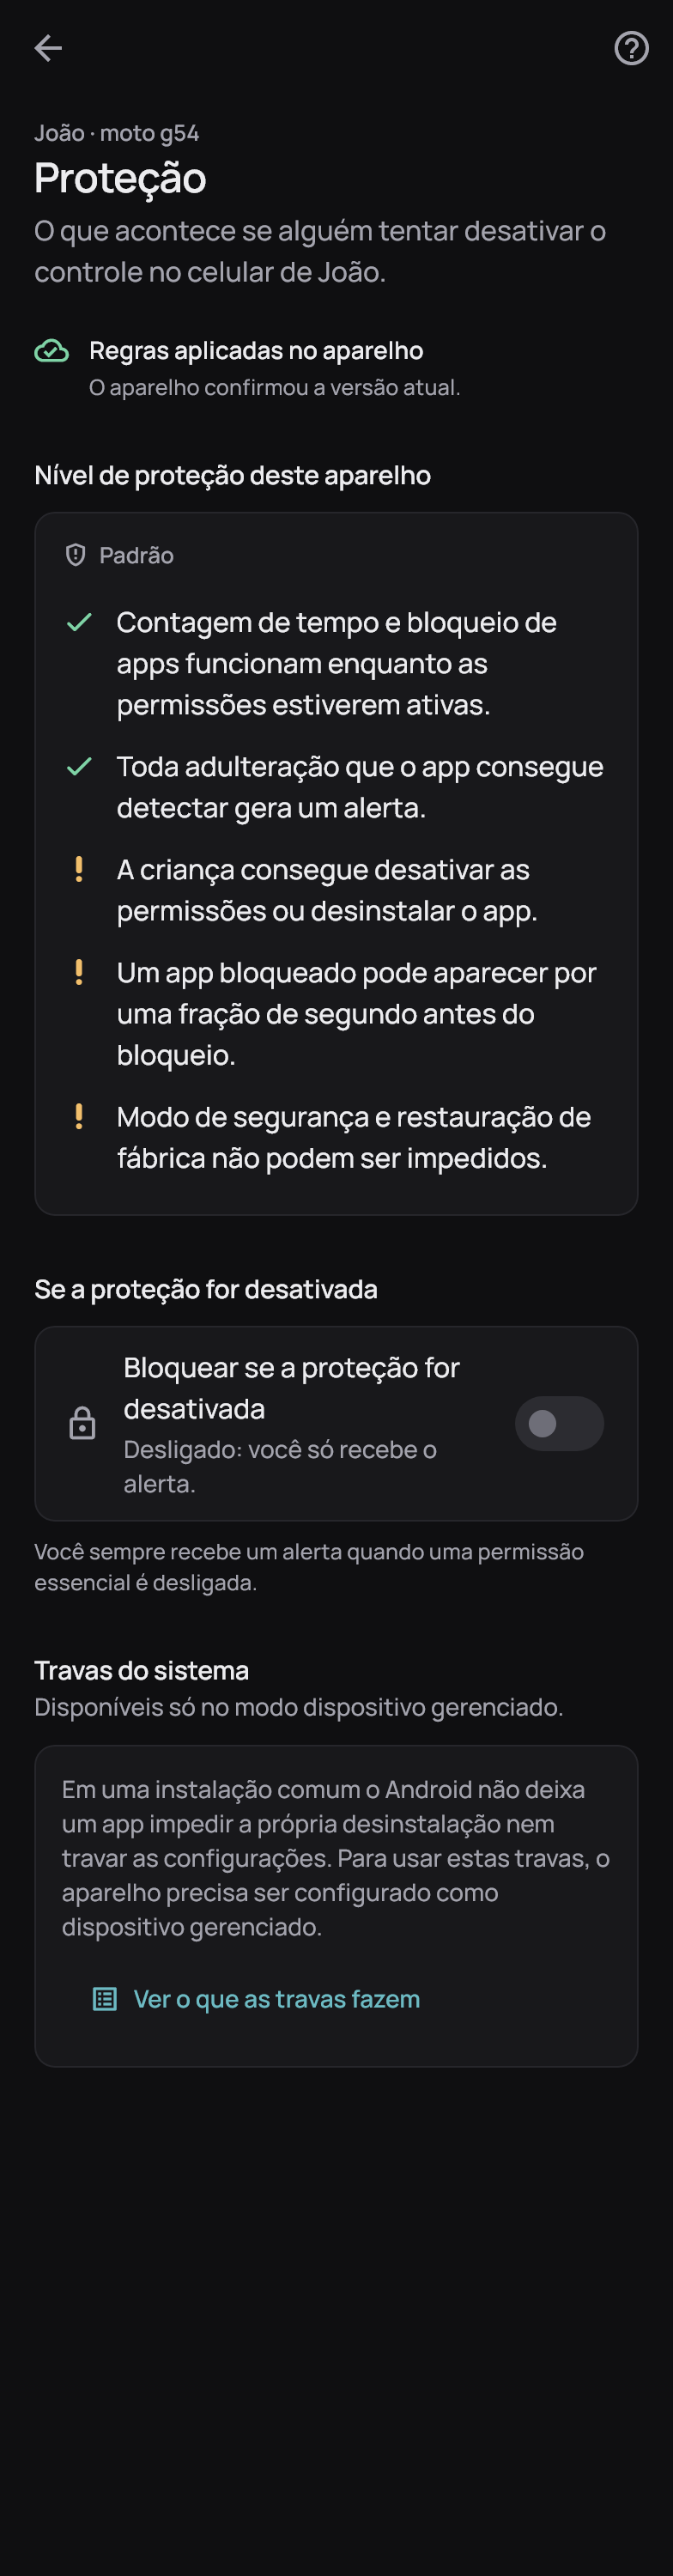 João · moto g54
Proteção
O que acontece se alguém tentar desativar o
controle no celular de João.
Regras aplicadas no aparelho
O aparelho confirmou a versão atual.
Nível de proteção deste aparelho
Padrão
Contagem de tempo e bloqueio de
apps funcionam enquanto as
permissões estiverem ativas.
Toda adulteração que o app consegue
detectar gera um alerta.
A criança consegue desativar as
permissões ou desinstalar o app.
Um app bloqueado pode aparecer por
uma fração de segundo antes do
bloqueio.
Modo de segurança e restauração de
fábrica não podem ser impedidos.
Se a proteção for desativada
Bloquear se a proteção for
desativada
Desligado: você só recebe o
alerta.
Você sempre recebe um alerta quando uma permissão
essencial é desligada.
Travas do sistema
Disponíveis só no modo dispositivo gerenciado.
Em uma instalação comum o Android não deixa
um app impedir a própria desinstalação nem
travar as configurações. Para usar estas travas, o
aparelho precisa ser configurado como
dispositivo gerenciado.
Ver o que as travas fazem